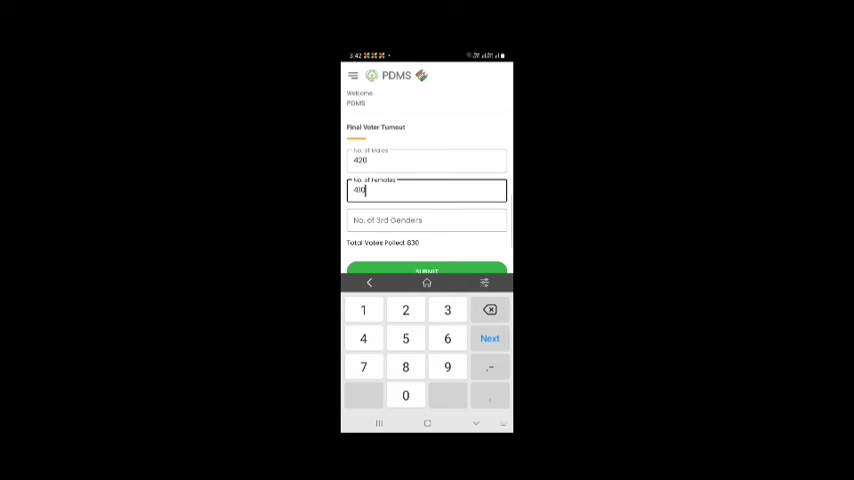 3:42
PDMS
Welcome
PDMS
Final Voter Turnout
No. of Males
420
No. of Females
410
No. of 3rd Genders
Total Votes Polled: 830
SUBMIT
1 2 3
4 5 6 Next
7 8 9 .-
0 ,